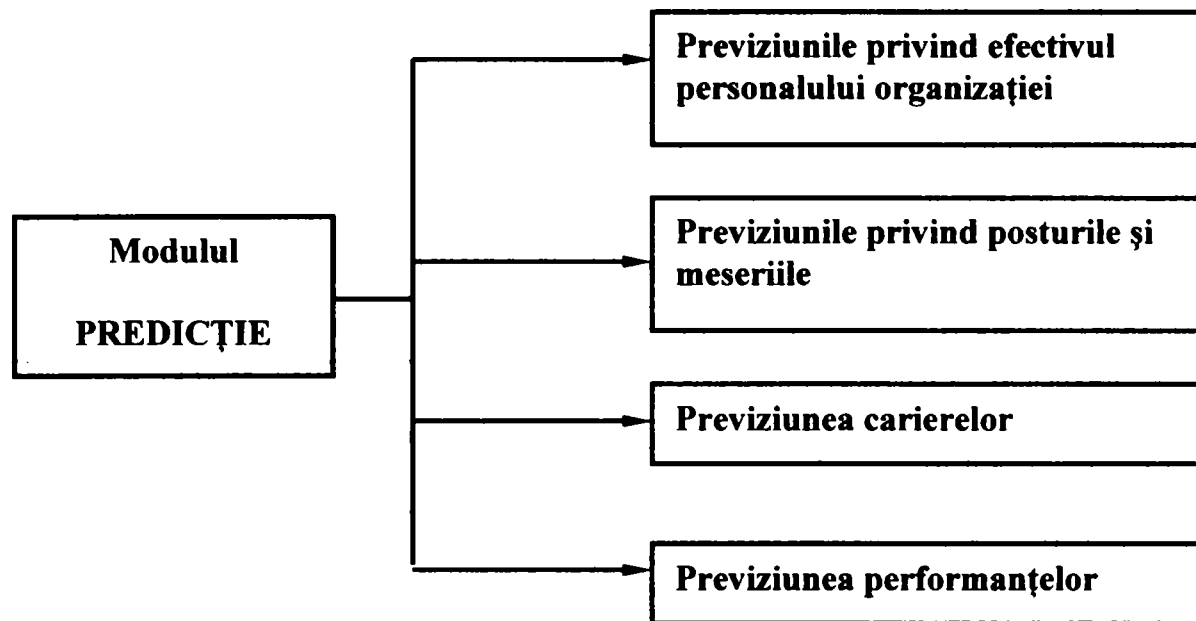 Modulul
PREDICȚIE
Previziunile privind efectivul
personalului organizației
Previziunile privind posturile și
meseriile
Previziunea carierelor
Previziunea performanțelor